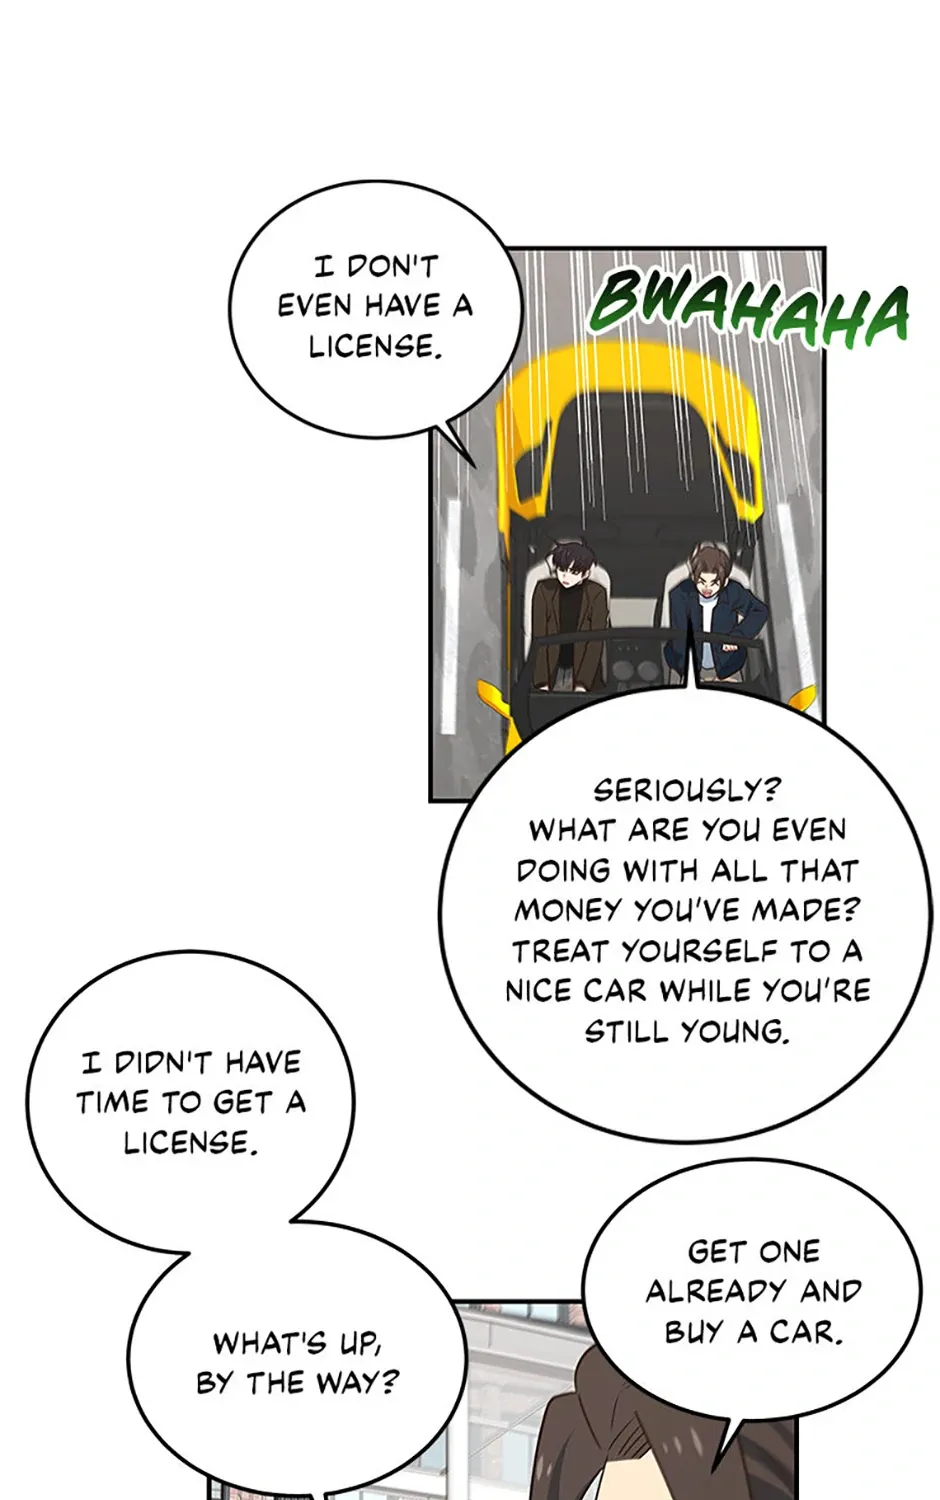 I DON'T
EVEN HAVE A
LICENSE.
BWAHAHA
SERIOUSLY?
WHAT ARE YOU EVEN
DOING WITH ALL THAT
MONEY YOU'VE MADE?
TREAT YOURSELF TO A
NICE CAR WHILE YOU'RE
STILL YOUNG.
I DIDN'T HAVE
TIME TO GET A
LICENSE.
WHAT'S UP,
BY THE WAY?
GET ONE
ALREADY AND
BUY A CAR.